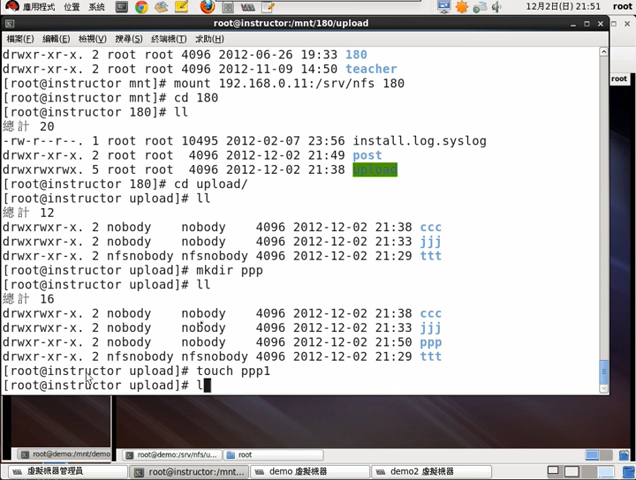 應用程式 位置 系統 12月2日(日) 21:51 root
root@instructor:/mnt/180/upload
檔案(F) 編輯(E) 檢視(V) 搜尋(S) 終端機(T) 求助(H)
drwxr-xr-x. 2 root root 4096 2012-06-26 19:33 180
drwxr-xr-x. 2 root root 4096 2012-11-09 14:50 teacher
[root@instructor mnt]# mount 192.168.0.11:/srv/nfs 180
[root@instructor mnt]# cd 180
[root@instructor 180]# ll
總計 20
-rw-r--r--. 1 root root 10495 2012-02-07 23:56 install.log.syslog
drwxr-xr-x. 2 root root 4096 2012-12-02 21:49 post
drwxrwxrwx. 5 root root 4096 2012-12-02 21:38 upload
[root@instructor 180]# cd upload/
[root@instructor upload]# ll
總計 12
drwxrwxr-x. 2 nobody nobody 4096 2012-12-02 21:38 ccc
drwxrwxr-x. 2 nobody nobody 4096 2012-12-02 21:33 jjj
drwxrwxr-x. 2 nfsnobody nfsnobody 4096 2012-12-02 21:29 ttt
[root@instructor upload]# mkdir ppp
[root@instructor upload]# ll
總計 16
drwxrwxr-x. 2 nobody nobody 4096 2012-12-02 21:38 ccc
drwxrwxr-x. 2 nobody nobody 4096 2012-12-02 21:33 jjj
drwxr-xr-x. 2 nobody nobody 4096 2012-12-02 21:50 ppp
drwxrwxr-x. 2 nfsnobody nfsnobody 4096 2012-12-02 21:29 ttt
[root@instructor upload]# touch ppp1
[root@instructor upload]# l
root
root@demo:/mnt/demo root@demo:/srv/nfs/u... root
虛擬機器管理員 root@instructor:/mnt... demo 虛擬機器 demo2 虛擬機器